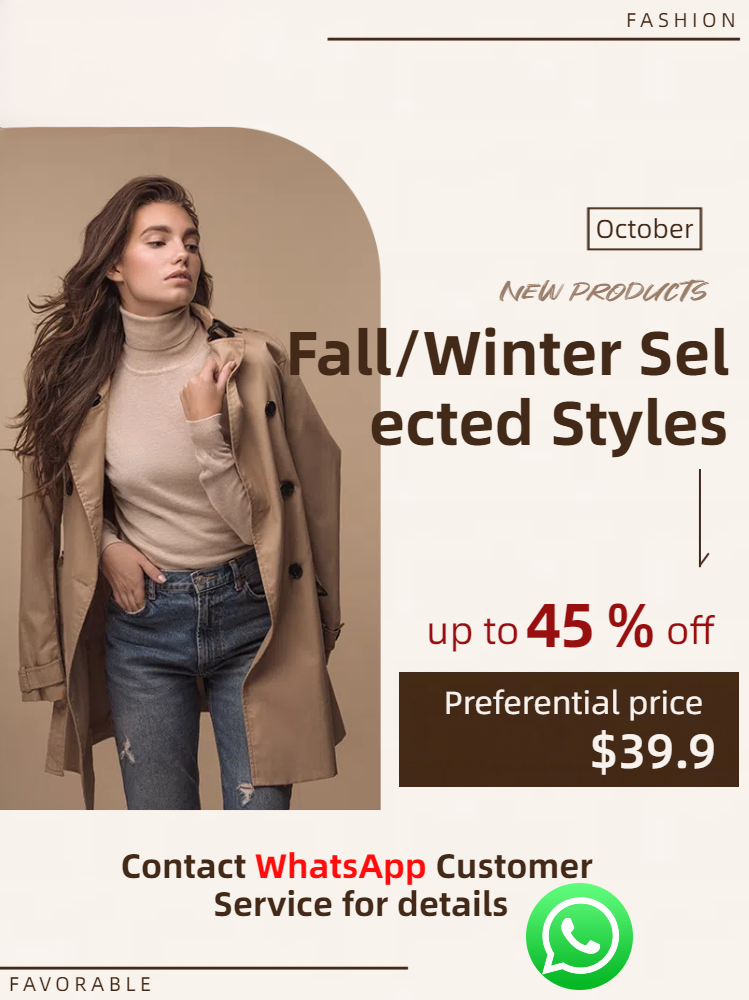 FASHION
October
NEW PRODUCTS
Fall/Winter Sel
ected Styles
up to 45 % off
Preferential price
$39.9
Contact WhatsApp Customer
Service for details
FAVORABLE